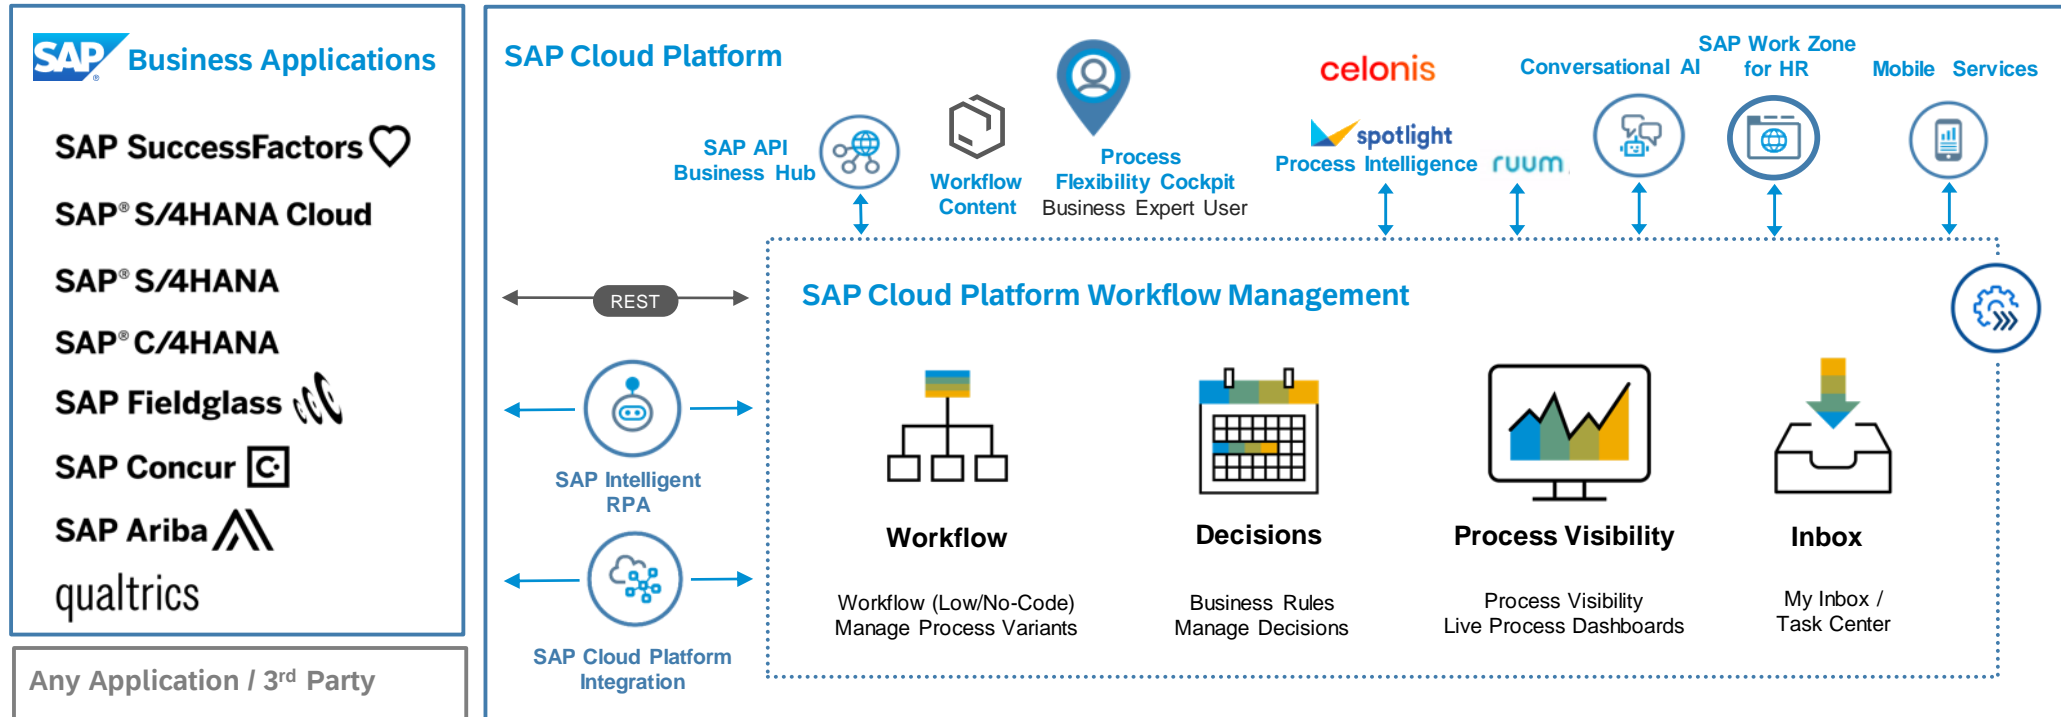 SAP® Business Applications
SAP SuccessFactors
SAP® S/4HANA Cloud
SAP® S/4HANA
SAP® C/4HANA
SAP Fieldglass
SAP Concur C
SAP Ariba
qualtrics
Any Application / 3rd Party
SAP Cloud Platform
SAP API
Business Hub
Workflow
Content
Process
Flexibility Cockpit
Business Expert User
celonis
spotlight
Process Intelligence
ruum
Conversational AI
SAP Work Zone
for HR
Mobile Services
REST
SAP Intelligent
RPA
SAP Cloud Platform
Integration
SAP Cloud Platform Workflow Management
Workflow
Workflow (Low/No-Code)
Manage Process Variants
Decisions
Business Rules
Manage Decisions
Process Visibility
Process Visibility
Live Process Dashboards
Inbox
My Inbox /
Task Center